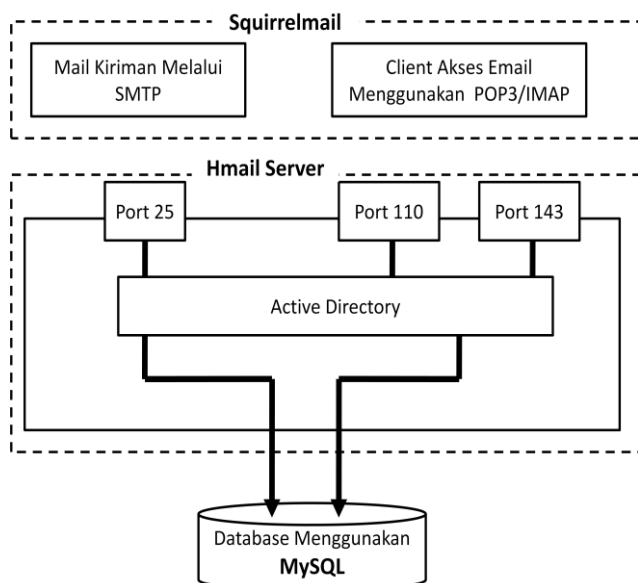 Squirrelmail
Mail Kiriman Melalui
SMTP
Client Akses Email
Menggunakan POP3/IMAP
Hmail Server
Port 25
Port 110
Port 143
Active Directory
Database Menggunakan
MySQL